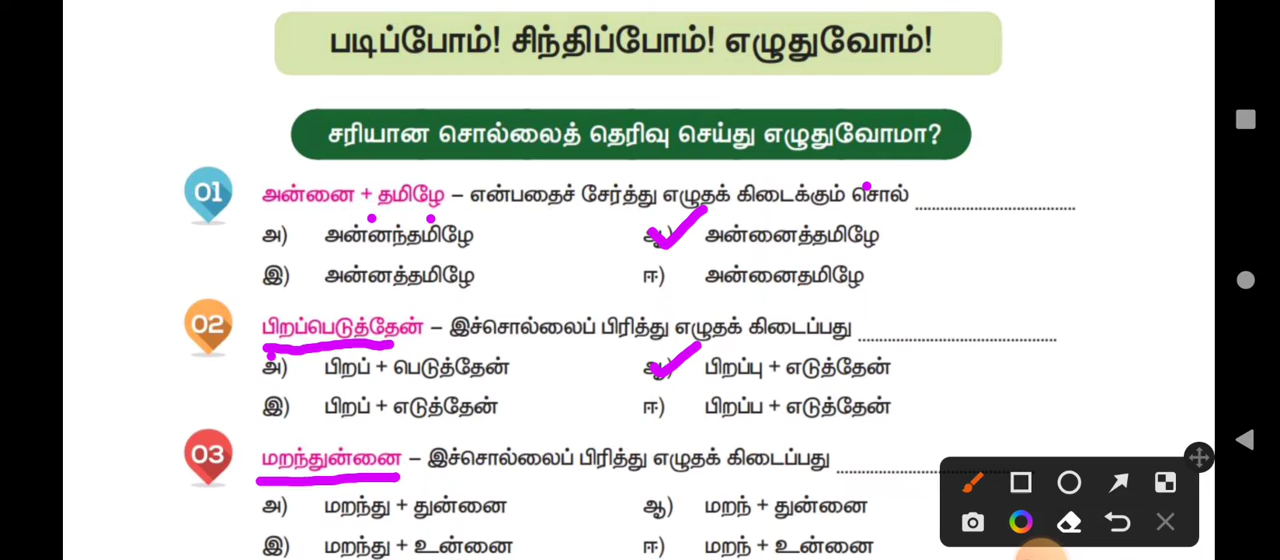 படிப்போம்! சிந்திப்போம்! எழுதுவோம்!
சரியான சொல்லைத் தெரிவு செய்து எழுதுவோமா?
01 அன்னை + தமிழே – என்பதைச் சேர்த்து எழுதக் கிடைக்கும் சொல் ................................
அ) அன்னந்தமிழே ஆ) அன்னைத்தமிழே
இ) அன்னத்தமிழே ஈ) அன்னைதமிழே
02 பிறப்பெடுத்தேன் – இச்சொல்லைப் பிரித்து எழுதக் கிடைப்பது ........................................
அ) பிறப் + பெடுத்தேன் ஆ) பிறப்பு + எடுத்தேன்
இ) பிறப் + எடுத்தேன் ஈ) பிறப்ப + எடுத்தேன்
03 மறந்துன்னை – இச்சொல்லைப் பிரித்து எழுதக் கிடைப்பது ........................
அ) மறந்து + துன்னை ஆ) மறந் + துன்னை
இ) மறந்து + உன்னை ஈ) மறந் + உன்னை